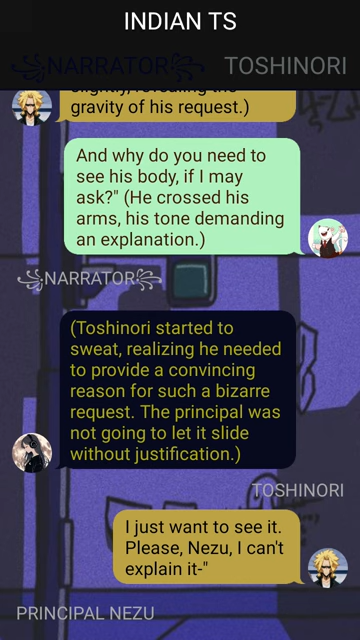 INDIAN TS
꧁NARRATOR꧂
TOSHINORI
slightly, revealing the
gravity of his request.)
And why do you need to
see his body, if I may
ask?" (He crossed his
arms, his tone demanding
an explanation.)
꧁NARRATOR꧂
(Toshinori started to
sweat, realizing he needed
to provide a convincing
reason for such a bizarre
request. The principal was
not going to let it slide
without justification.)
TOSHINORI
I just want to see it.
Please, Nezu, I can't
explain it-"
PRINCIPAL NEZU